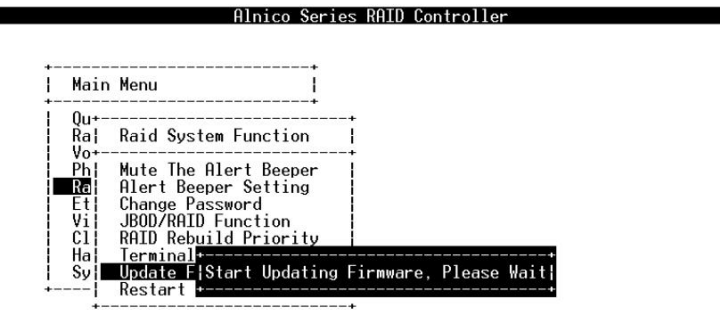 Alnico Series RAID Controller
Main Menu
Qu
Ra Raid System Function
Vo
Ph Mute The Alert Beeper
Ra Alert Beeper Setting
Et Change Password
Vi JBOD/RAID Function
Cl RAID Rebuild Priority
Ha Terminal
Sy Update F Start Updating Firmware, Please Wait
Restart